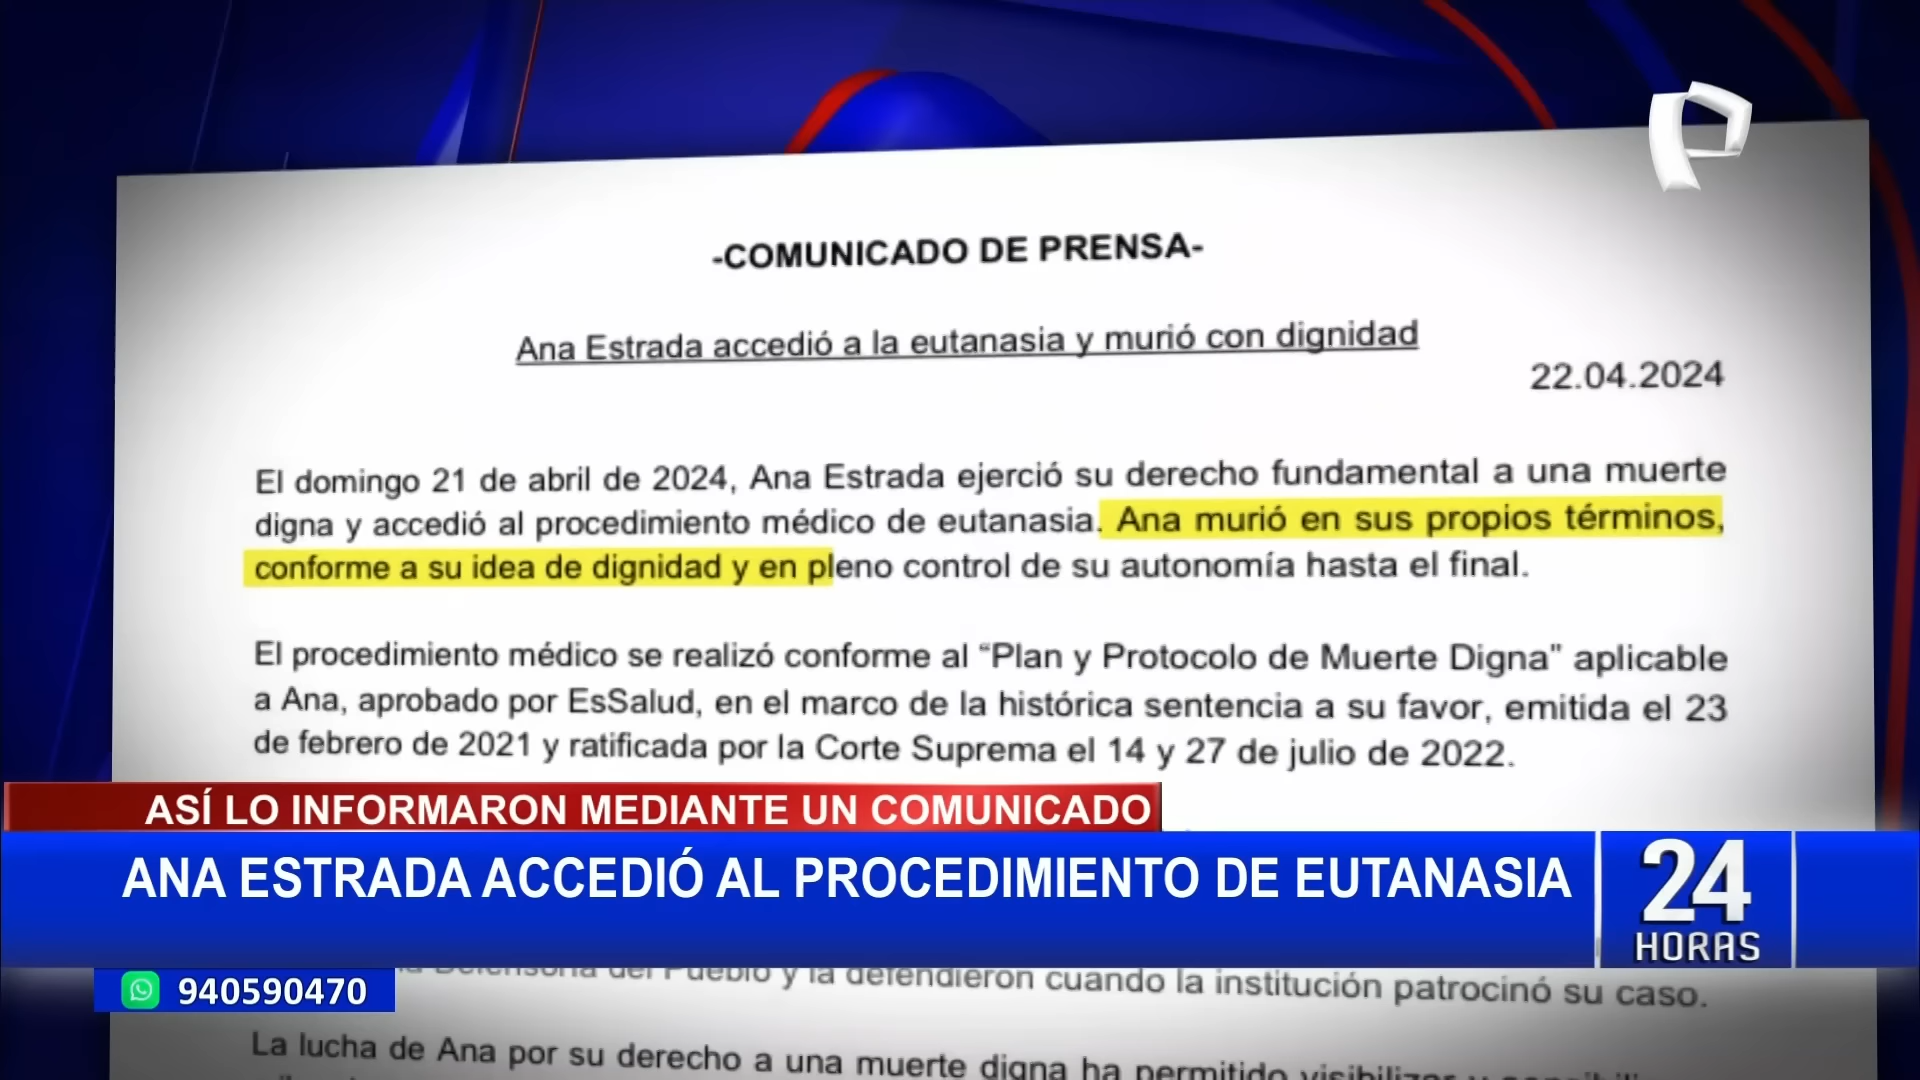 -COMUNICADO DE PRENSA-
Ana Estrada accedió a la eutanasia y murió con dignidad
22.04.2024
El domingo 21 de abril de 2024, Ana Estrada ejerció su derecho fundamental a una muerte
digna y accedió al procedimiento médico de eutanasia. Ana murió en sus propios términos,
conforme a su idea de dignidad y en pleno control de su autonomía hasta el final.
El procedimiento médico se realizó conforme al “Plan y Protocolo de Muerte Digna” aplicable
a Ana, aprobado por EsSalud, en el marco de la histórica sentencia a su favor, emitida el 23
de febrero de 2021 y ratificada por la Corte Suprema el 14 y 27 de julio de 2022.
ASÍ LO INFORMARON MEDIANTE UN COMUNICADO
ANA ESTRADA ACCEDIÓ AL PROCEDIMIENTO DE EUTANASIA
24
HORAS
940590470
Defensoría del Pueblo y la defendieron cuando la institución patrocinó su caso.
La lucha de Ana por su derecho a una muerte digna ha permitido visibilizar y